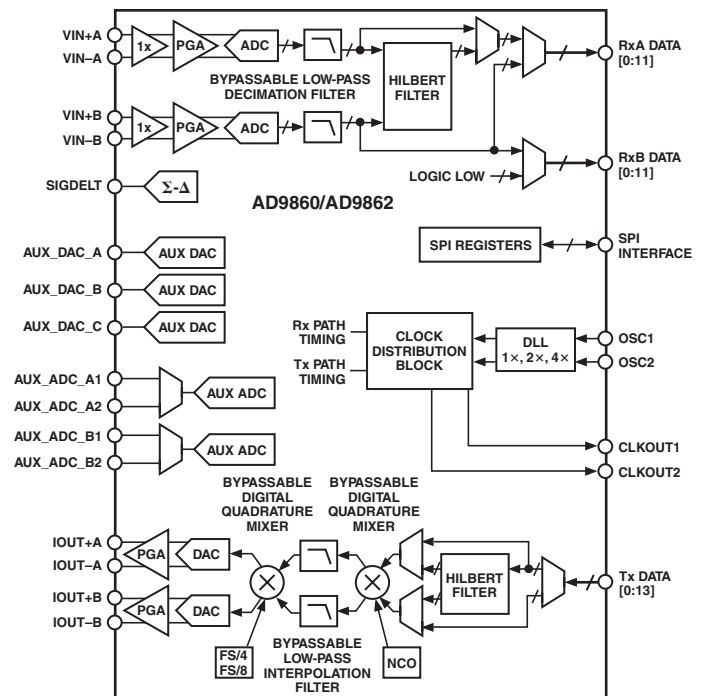 VIN+A
VIN–A
1x
PGA
ADC
BYPASSABLE LOW-PASS
DECIMATION FILTER
HILBERT
FILTER
RxA DATA
[0:11]
VIN+B
VIN–B
1x
PGA
ADC
LOGIC LOW
RxB DATA
[0:11]
SIGDELT
Σ-Δ
AD9860/AD9862
SPI REGISTERS
SPI
INTERFACE
AUX_DAC_A
AUX DAC
AUX_DAC_B
AUX DAC
AUX_DAC_C
AUX DAC
Rx PATH
TIMING
Tx PATH
TIMING
CLOCK
DISTRIBUTION
BLOCK
DLL
1×, 2×, 4×
OSC1
OSC2
AUX_ADC_A1
AUX_ADC_A2
AUX ADC
AUX_ADC_B1
AUX_ADC_B2
AUX ADC
CLKOUT1
CLKOUT2
BYPASSABLE
DIGITAL
QUADRATURE
MIXER
BYPASSABLE
DIGITAL
QUADRATURE
MIXER
IOUT+A
IOUT–A
PGA
DAC
IOUT+B
IOUT–B
PGA
DAC
HILBERT
FILTER
Tx DATA
[0:13]
FS/4
FS/8
BYPASSABLE
LOW-PASS
INTERPOLATION
FILTER
NCO